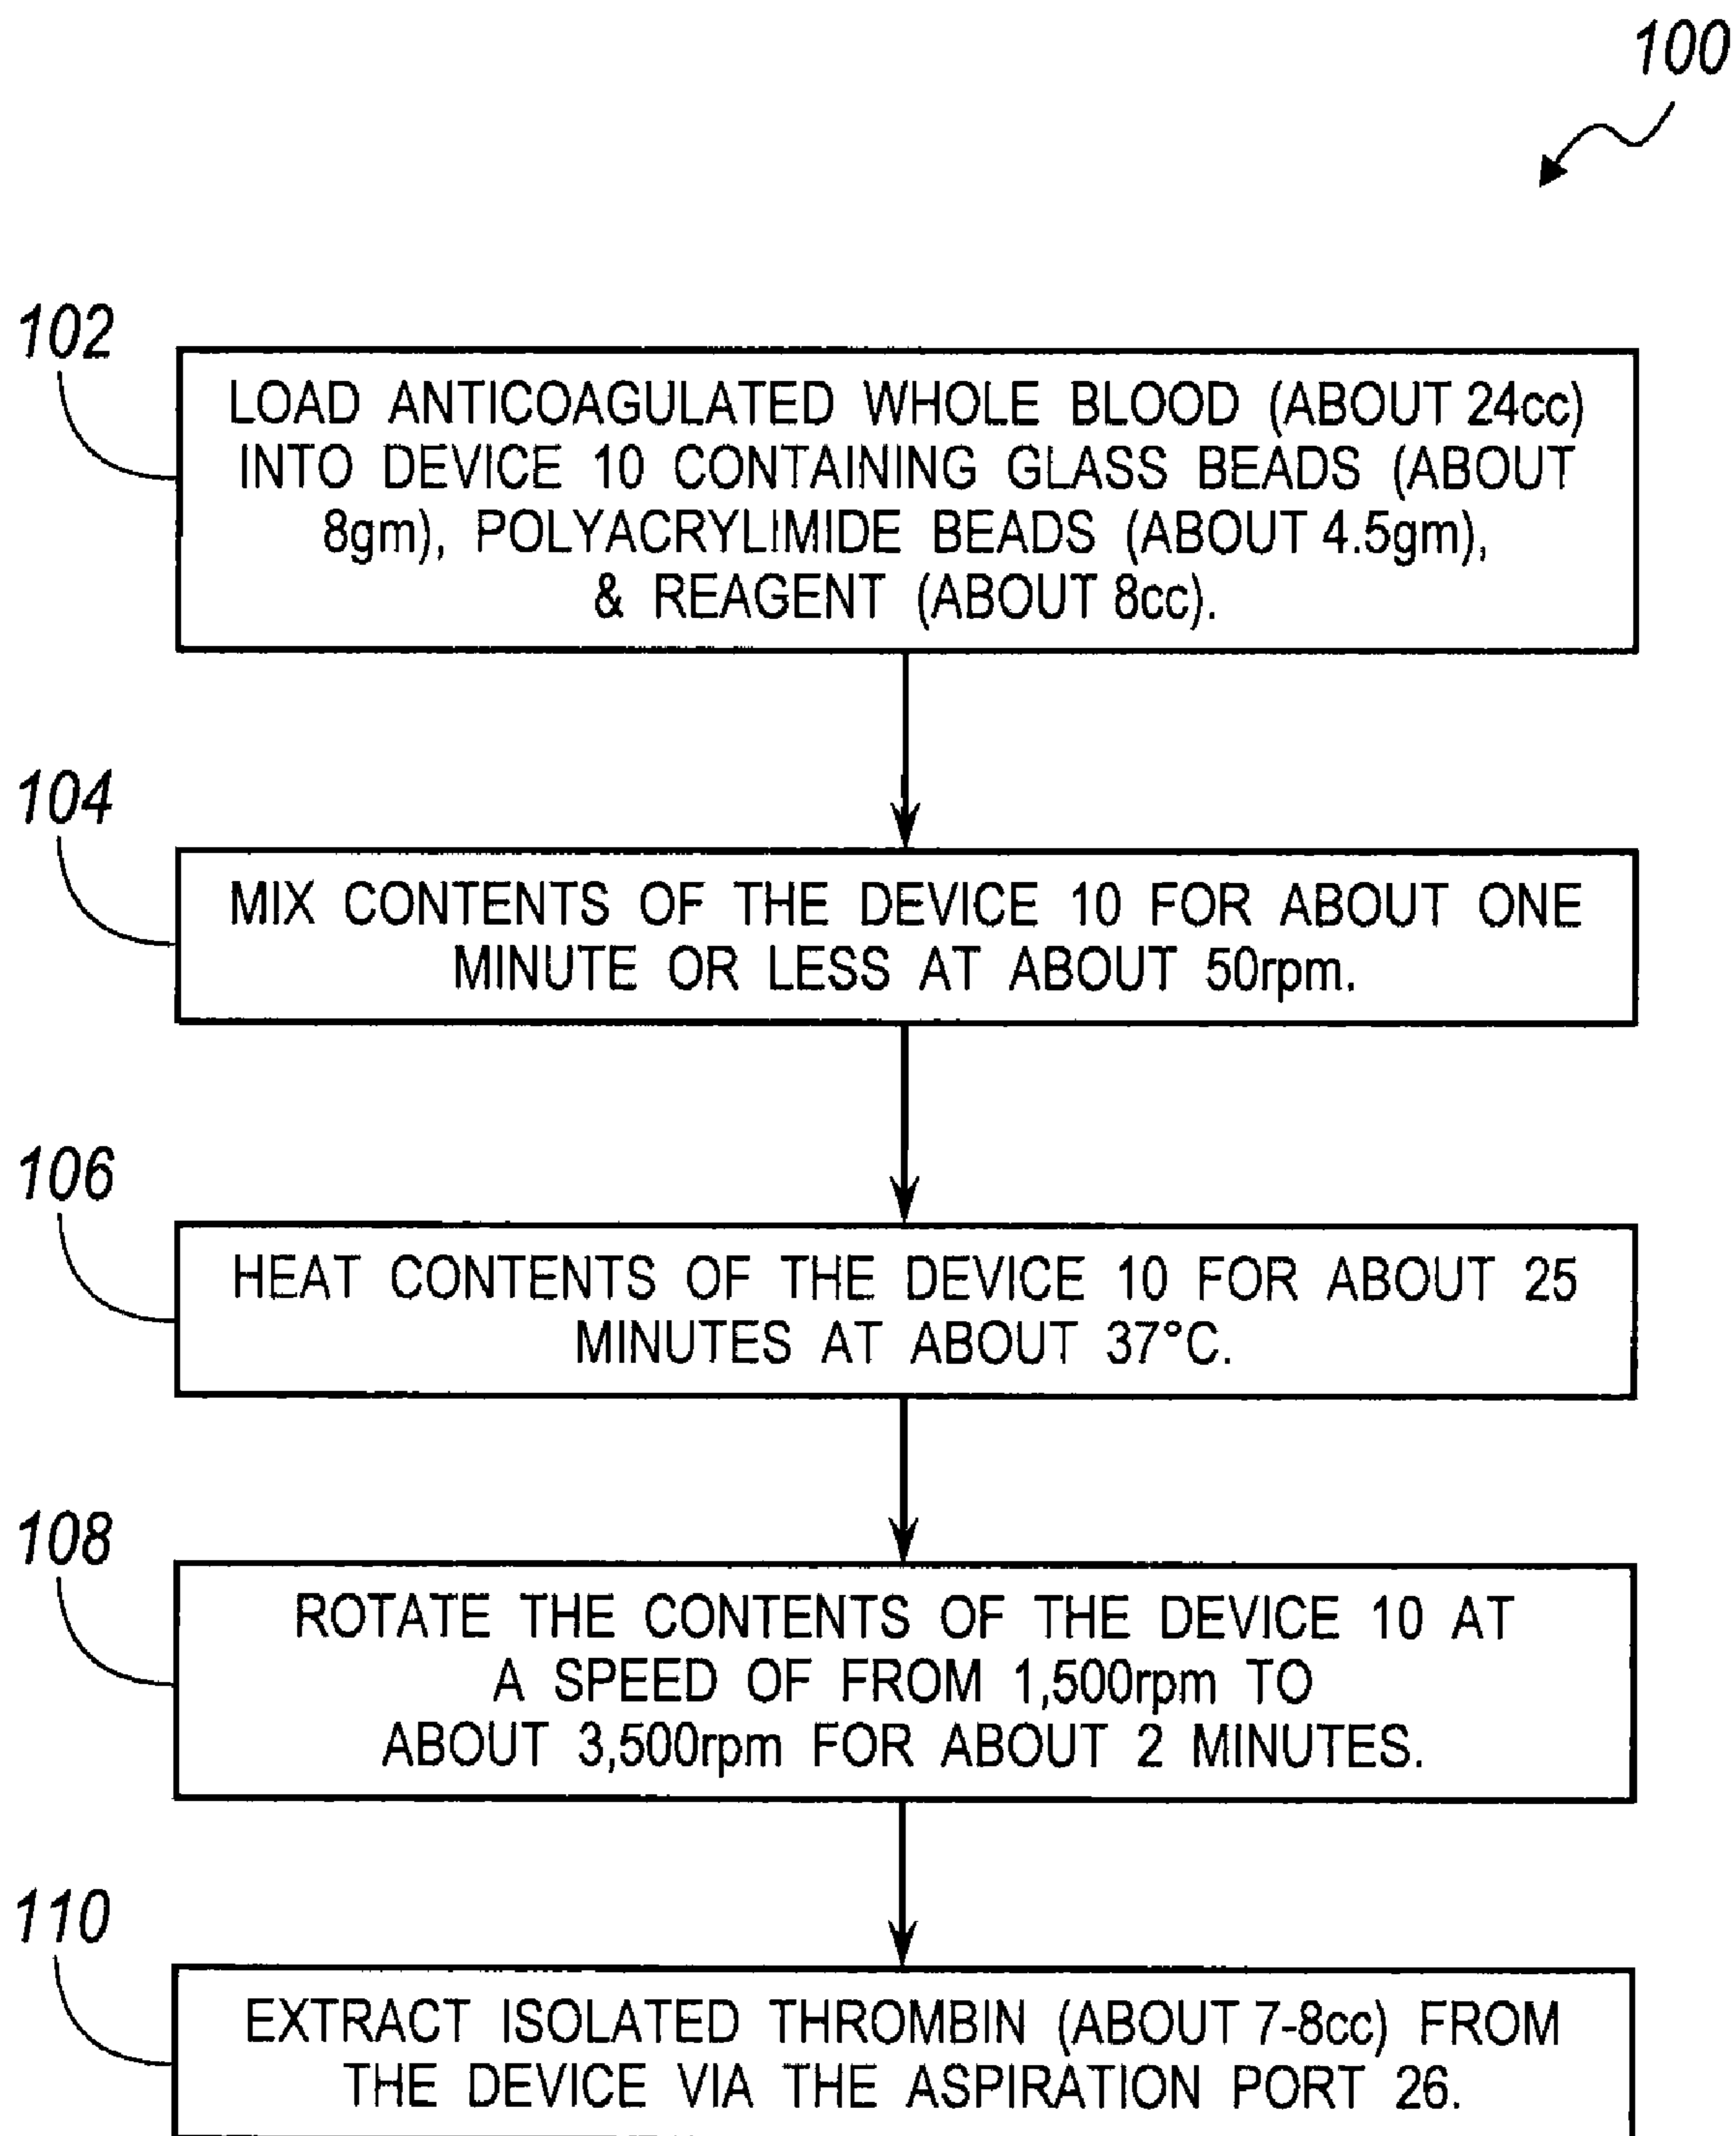 100
102
LOAD ANTICOAGULATED WHOLE BLOOD (ABOUT 24cc)
INTO DEVICE 10 CONTAINING GLASS BEADS (ABOUT
8gm), POLYACRYLIMIDE BEADS (ABOUT 4.5gm),
& REAGENT (ABOUT 8cc).
104
MIX CONTENTS OF THE DEVICE 10 FOR ABOUT ONE
MINUTE OR LESS AT ABOUT 50rpm.
106
HEAT CONTENTS OF THE DEVICE 10 FOR ABOUT 25
MINUTES AT ABOUT 37°C.
108
ROTATE THE CONTENTS OF THE DEVICE 10 AT
A SPEED OF FROM 1,500rpm TO
ABOUT 3,500rpm FOR ABOUT 2 MINUTES.
110
EXTRACT ISOLATED THROMBIN (ABOUT 7-8cc) FROM
THE DEVICE VIA THE ASPIRATION PORT 26.